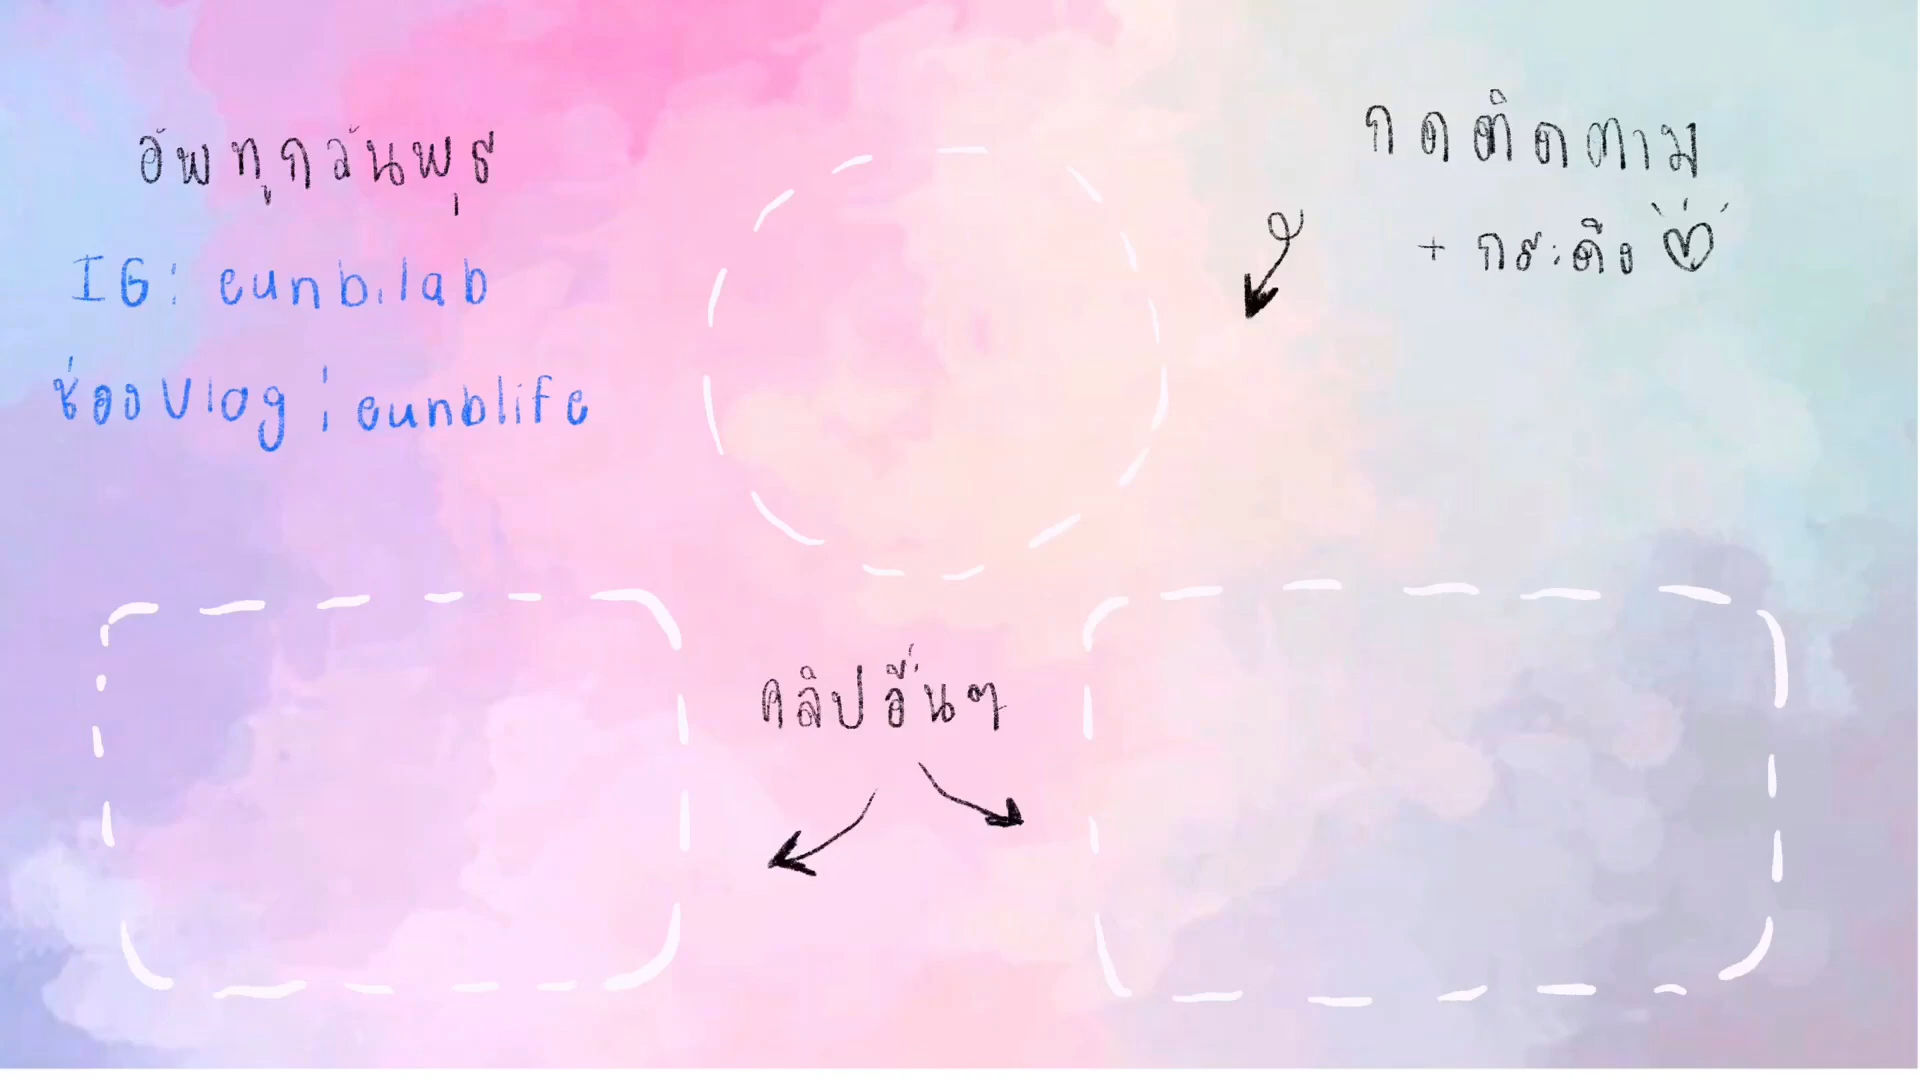 อัพทุกวันพุธ
IG: eunbi.lab
ช่อง Vlog : eunblife
กดติดตาม
+ กระดิ่ง
คลิปอื่นๆ